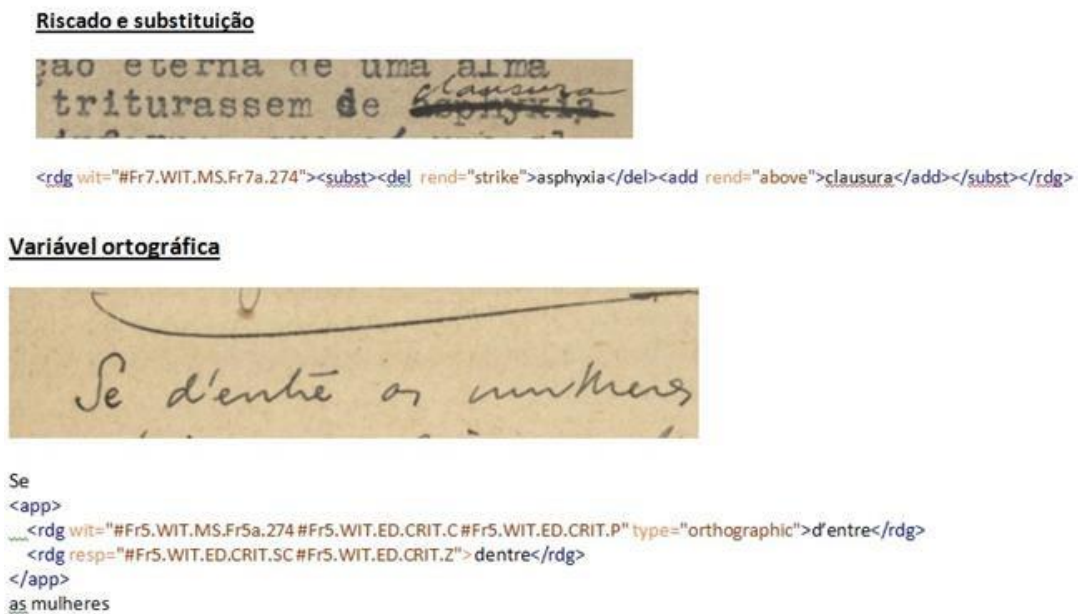 Riscado e substituição
ção eterna de uma alma
clausura
triturassem de asphyxia
<rdg wit="#Fr7.WIT.MS.Fr7a.274"><subst><del rend="strike">asphyxia</del><add rend="above">clausura</add></subst></rdg>
Variável ortográfica
Se d'entre as mulheres
Se
<app>
<rdg wit="#Fr5.WIT.MS.Fr5a.274 #Fr5.WIT.ED.CRIT.C #Fr5.WIT.ED.CRIT.P" type="orthographic">d'entre</rdg>
<rdg resp="#Fr5.WIT.ED.CRIT.SC #Fr5.WIT.ED.CRIT.Z"> dentre</rdg>
</app>
as mulheres